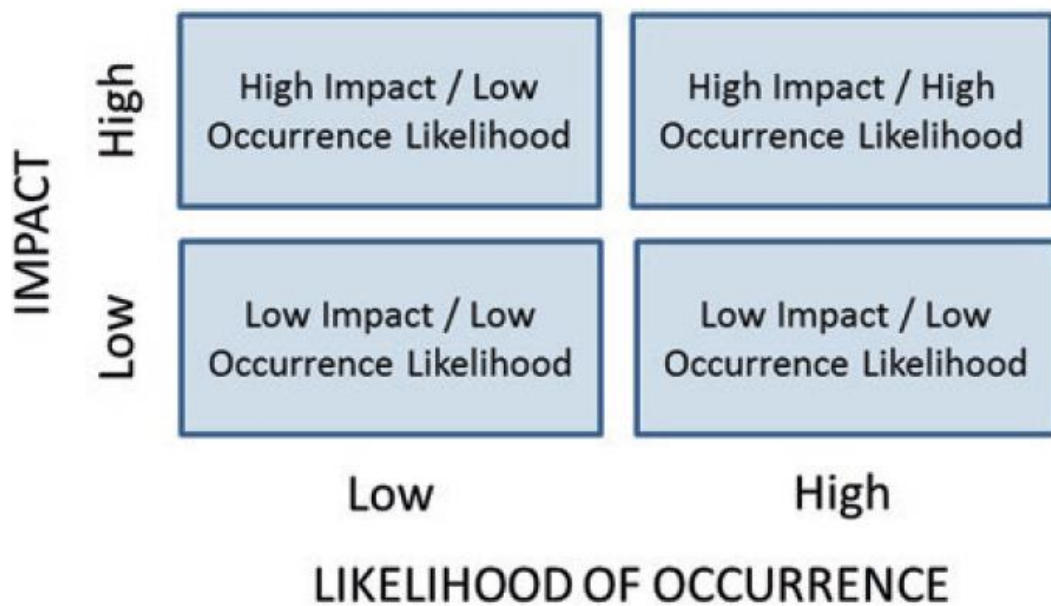 IMPACT
High
High Impact / Low
Occurrence Likelihood
High Impact / High
Occurrence Likelihood
Low
Low Impact / Low
Occurrence Likelihood
Low Impact / Low
Occurrence Likelihood
Low
High
LIKELIHOOD OF OCCURRENCE